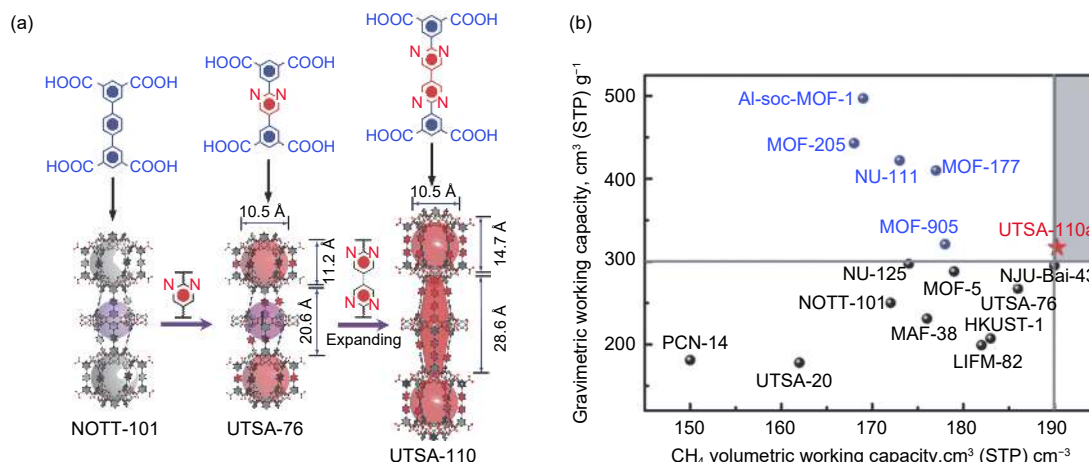 (a)
HOOC COOH
N N
HOOC COOH
HOOC COOH
N N
HOOC COOH
N N
HOOC COOH
HOOC COOH
HOOC COOH
10.5 Å
10.5 Å
11.2 Å
14.7 Å
N N
N N
20.6 Å
28.6 Å
Expanding
NOTT-101
UTSA-76
UTSA-110
(b)
Gravimetric working capacity, cm³ (STP) g⁻¹
500
400
300
200
Al-soc-MOF-1
MOF-205
NU-111
MOF-177
MOF-905
UTSA-110a
NU-125
MOF-5
NJU-Bai-43
NOTT-101
UTSA-76
MAF-38
HKUST-1
PCN-14
LIFM-82
UTSA-20
150 160 170 180 190
CH₄ volumetric working capacity,cm³ (STP) cm⁻³